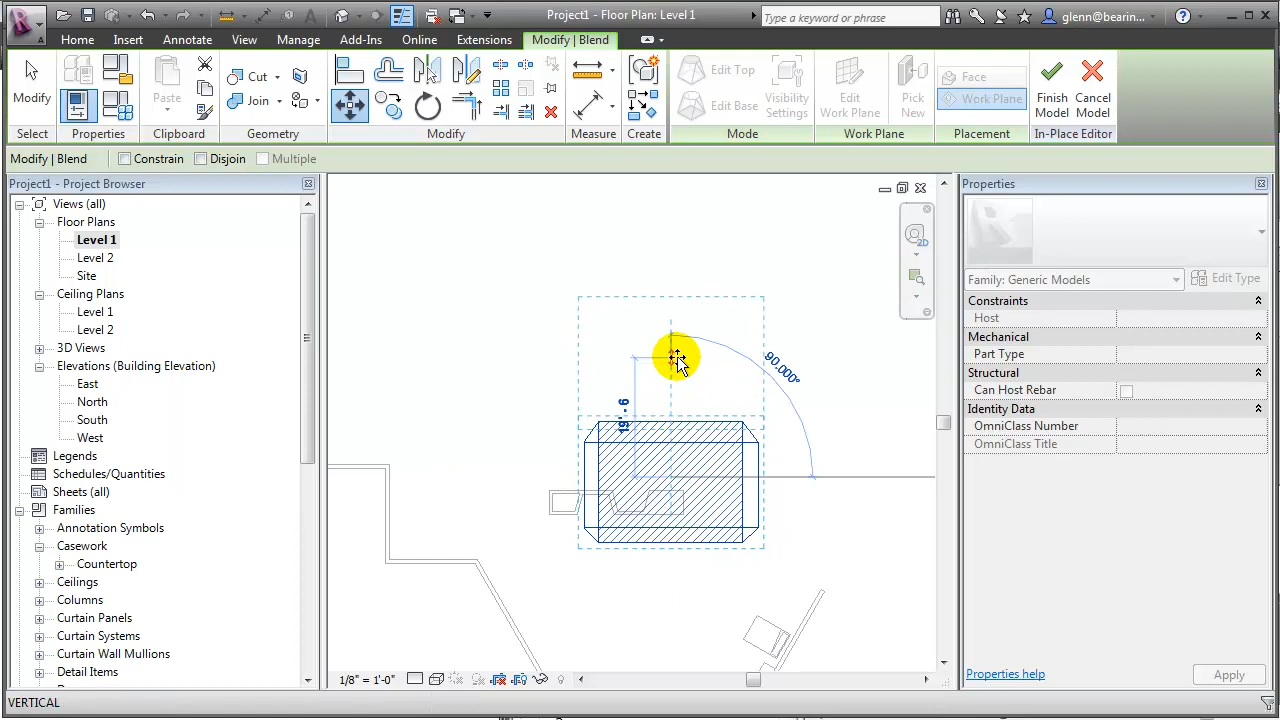 Project1 - Floor Plan: Level 1
Type a keyword or phrase
glenn@bearin...
Home Insert Annotate View Manage Add-Ins Online Extensions Modify | Blend
Modify
Paste
Cut
Join
Edit Top
Edit Base
Visibility Settings
Edit Work Plane
Pick New
Face
Work Plane
Finish Model
Cancel Model
Select Properties Clipboard Geometry Modify Measure Create Mode Work Plane Placement In-Place Editor
Modify | Blend Constrain Disjoin Multiple
Project1 - Project Browser
Views (all)
Floor Plans
Level 1
Level 2
Site
Ceiling Plans
Level 1
Level 2
3D Views
Elevations (Building Elevation)
East
North
South
West
Legends
Schedules/Quantities
Sheets (all)
Families
Annotation Symbols
Casework
Countertop
Ceilings
Columns
Curtain Panels
Curtain Systems
Curtain Wall Mullions
Detail Items
2D
90.000°
19' - 6
1/8" = 1'-0"
Properties
Family: Generic Models
Edit Type
Constraints
Host
Mechanical
Part Type
Structural
Can Host Rebar
Identity Data
OmniClass Number
OmniClass Title
Properties help
Apply
VERTICAL